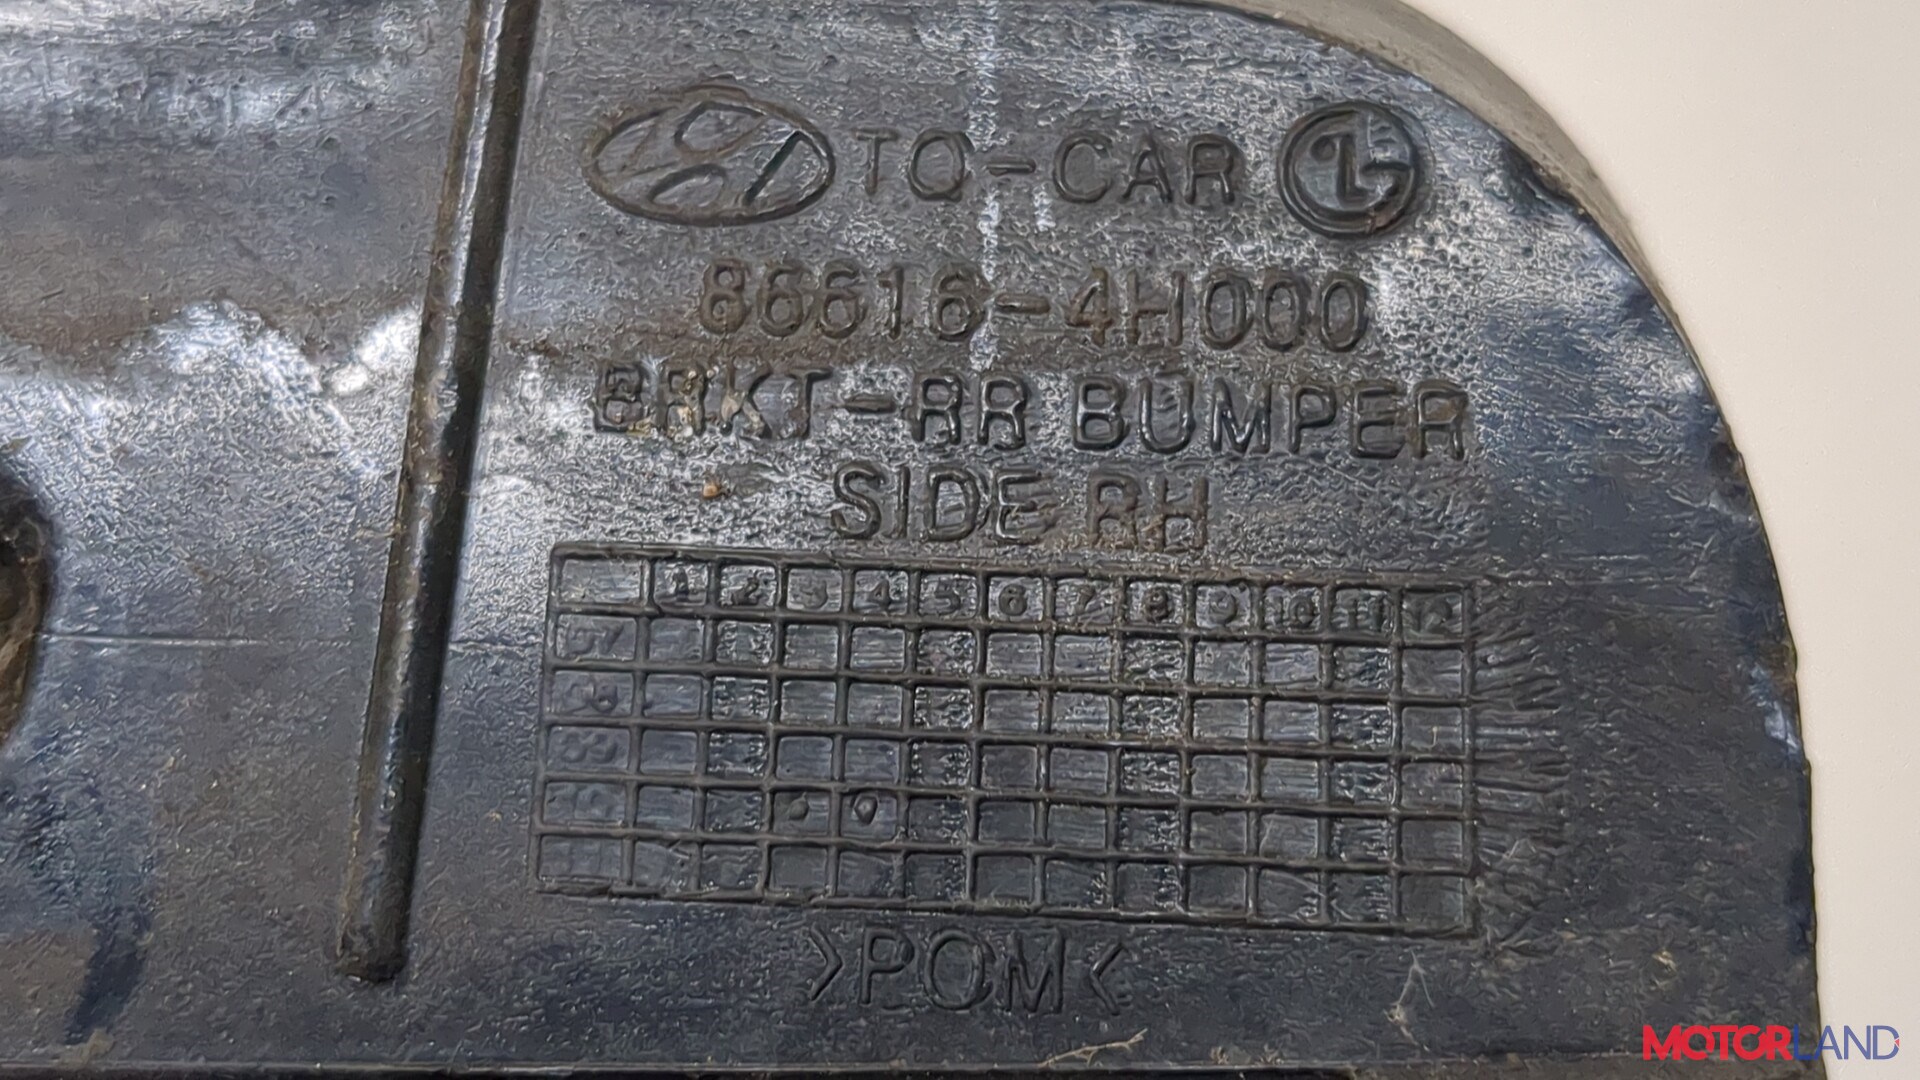 TQ-CAR
86616-4H000
BRKT-RR BUMPER
SIDE RH
1 2 3 4 5 6 7 8 9 10 11 12
>POM<
MOTORLAND